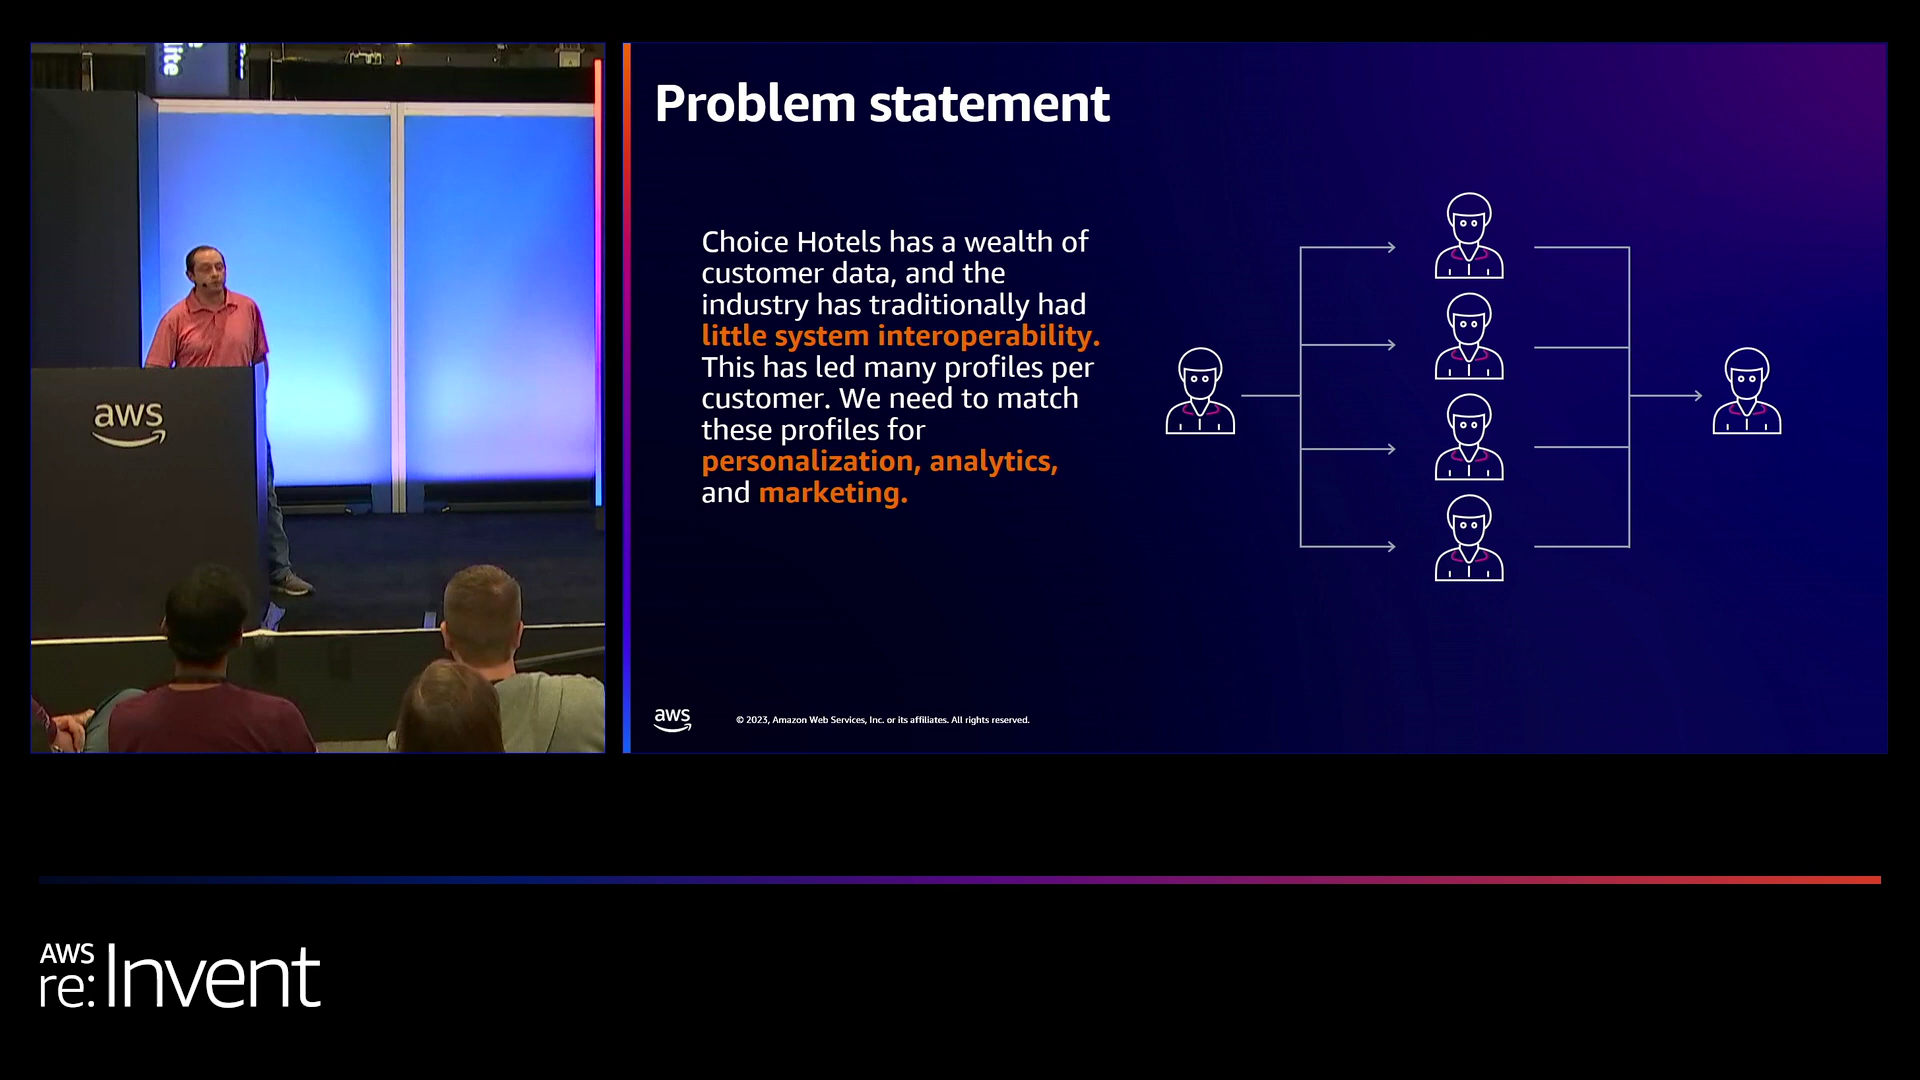 lite
aws
Problem statement
Choice Hotels has a wealth of
customer data, and the
industry has traditionally had
little system interoperability.
This has led many profiles per
customer. We need to match
these profiles for
personalization, analytics,
and marketing.
aws
© 2023, Amazon Web Services, Inc. or its affiliates. All rights reserved.
AWS
re:Invent